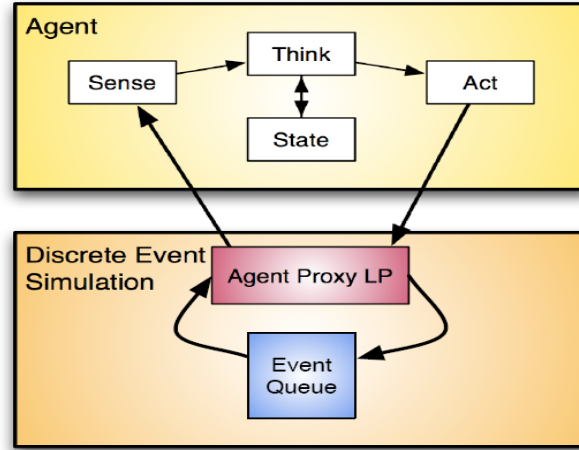 Agent
Think
Sense
Act
State
Discrete Event
Simulation
Agent Proxy LP
Event
Queue